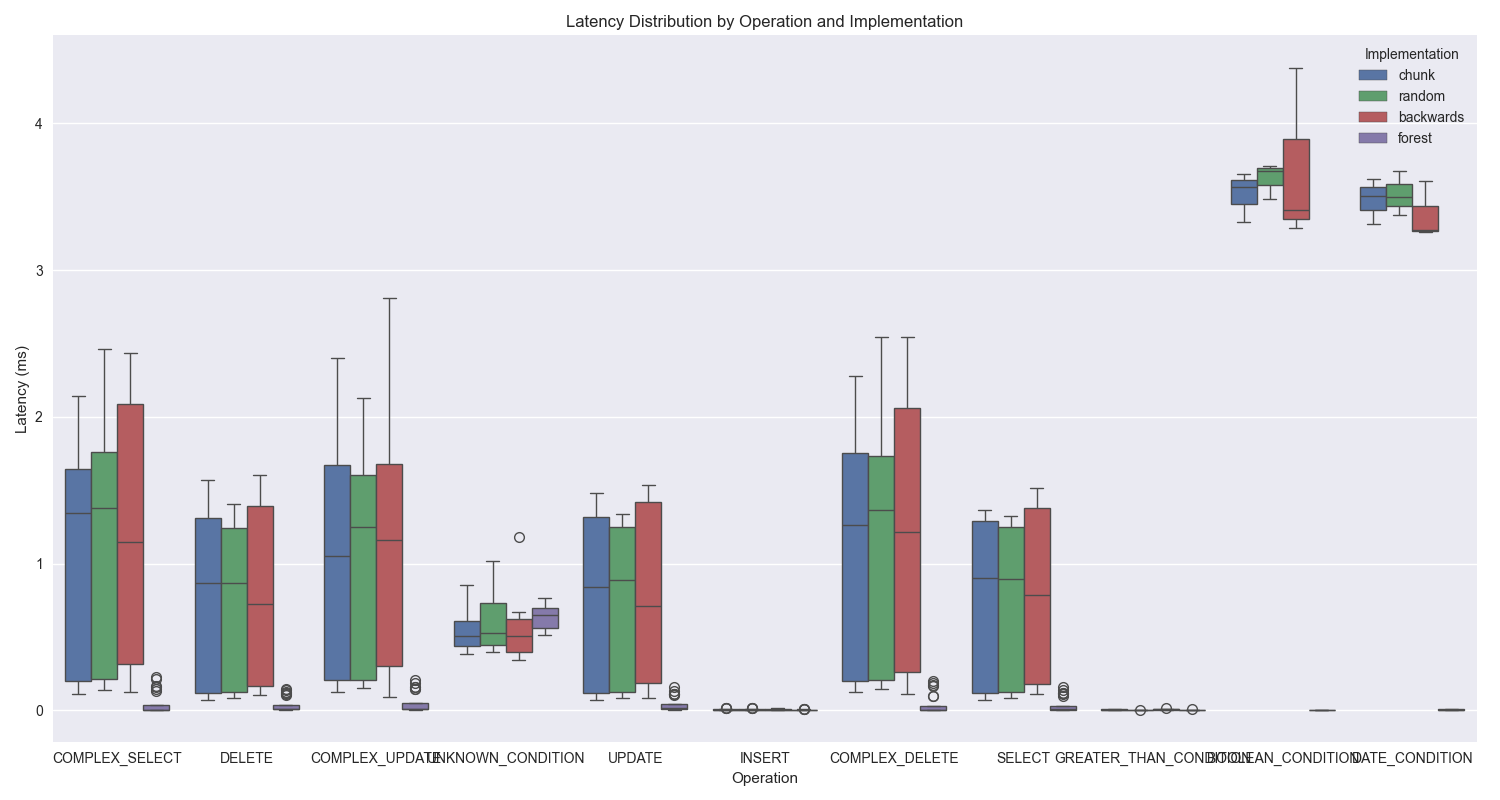 Latency Distribution by Operation and Implementation
Implementation
chunk
random
backwards
forest
Latency (ms)
4
3
2
1
0
COMPLEX_SELECT
DELETE
COMPLEX_UPDATE
UNKNOWN_CONDITION
UPDATE
INSERT
COMPLEX_DELETE
SELECT
GREATER_THAN_CONDITION
BOOLEAN_CONDITION
DATE_CONDITION
Operation